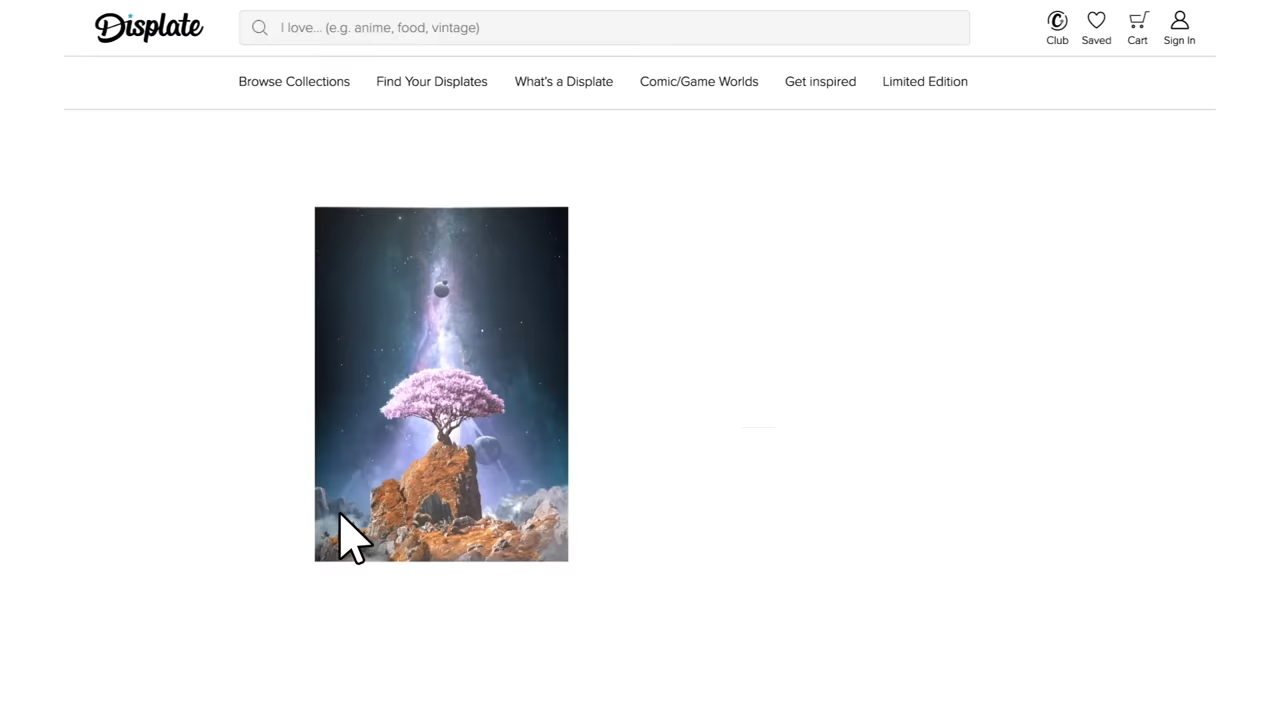 Displate
I love... (e.g. anime, food, vintage)
Club
Saved
Cart
Sign In
Browse Collections
Find Your Displates
What's a Displate
Comic/Game Worlds
Get inspired
Limited Edition